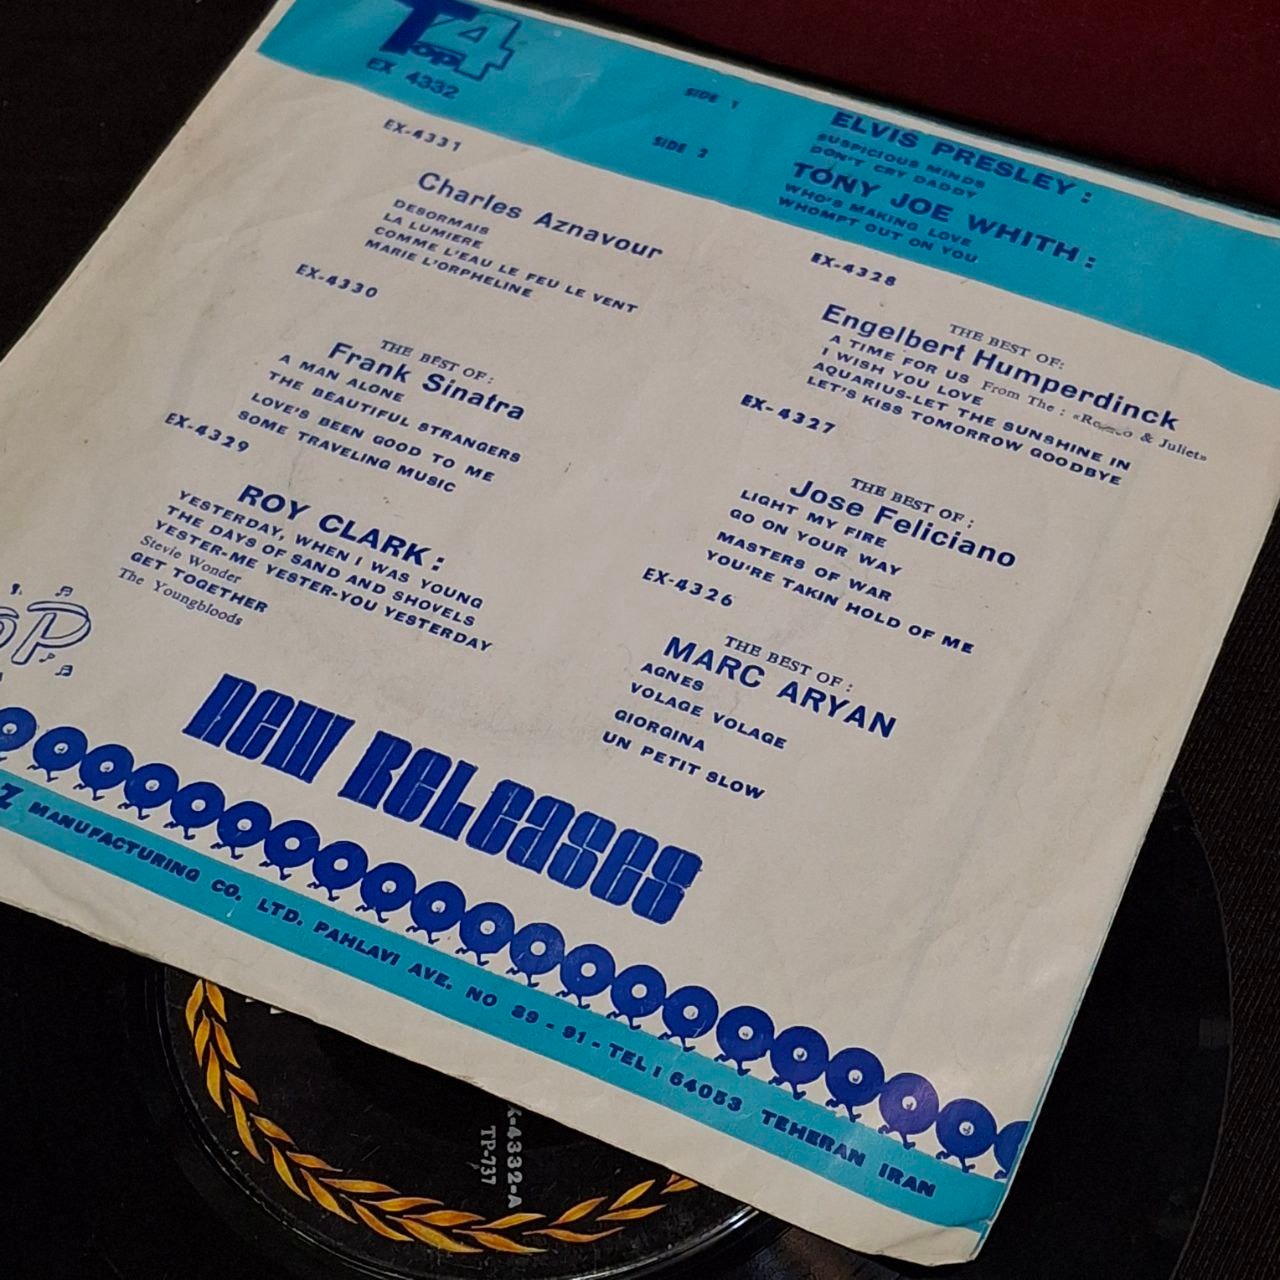 Top 4
EX 4332
SIDE 1
ELVIS PRESLEY :
SUSPICIOUS MINDS
DON'T CRY DADDY
SIDE 2
TONY JOE WHITH :
WHO'S MAKING LOVE
WHOMPT OUT ON YOU
EX-4331
Charles Aznavour
DESORMAIS
LA LUMIERE
COMME L'EAU LE FEU LE VENT
MARIE L'ORPHELINE
EX-4330
THE BEST OF :
Frank Sinatra
A MAN ALONE
THE BEAUTIFUL STRANGERS
LOVE'S BEEN GOOD TO ME
SOME TRAVELING MUSIC
EX-4329
ROY CLARK :
YESTERDAY, WHEN I WAS YOUNG
THE DAYS OF SAND AND SHOVELS
YESTER-ME YESTER-YOU YESTERDAY
Stevie Wonder
GET TOGETHER
The Youngbloods
EX-4328
THE BEST OF:
Engelbert Humperdinck
A TIME FOR US From The : «Romeo & Juliet»
I WISH YOU LOVE
AQUARIUS-LET THE SUNSHINE IN
LET'S KISS TOMORROW GOODBYE
EX-4327
THE BEST OF :
Jose Feliciano
LIGHT MY FIRE
GO ON YOUR WAY
MASTERS OF WAR
YOU'RE TAKIN HOLD OF ME
EX-4326
THE BEST OF :
MARC ARYAN
AGNES
VOLAGE VOLAGE
GIORGINA
UN PETIT SLOW
NEW RELEASES
MANUFACTURING CO, LTD. PAHLAVI AVE. NO 89 - 91 - TEL : 64053 TEHERAN IRAN
4332-A
TP-737